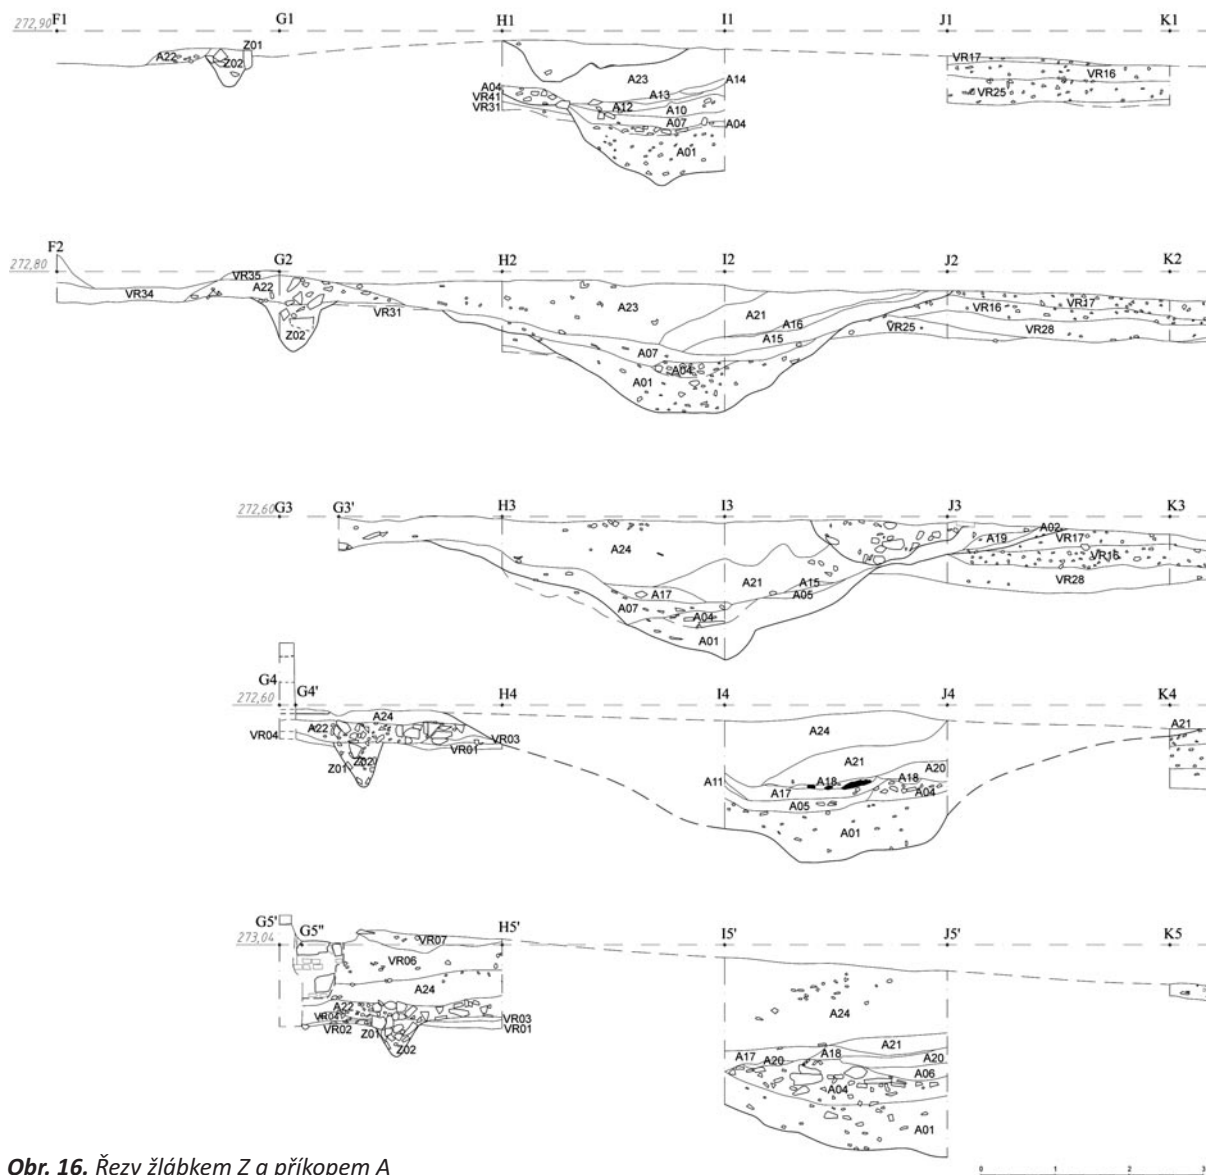 F1 G1 H1 I1 J1 K1
272,90
A22 Z01 Z02
A04 VR41 VR31 A23 A14 A13 A12 A10 A07 A04 A01
VR17 VR16 VR25
F2 G2 H2 I2 J2 K2
272,80
VR35 A22 VR34 Z02 VR31
A23 A21 A16 A15 A07 A04 A01
VR17 VR16 VR25 VR28
G3 G3' H3 I3 J3 K3
272,60
A24 A21 A17 A15 A05 A07 A04 A01
A02 A19 VR17 VR16 VR28
G4 G4' H4 I4 J4 K4
272,60
A24 A22 VR04 VR03 VR01 Z02 Z01
A24 A21 A20 A18 A18 A11 A17 A04 A05 A01
A21
G5' G5" H5' I5' J5' K5
273,04
VR07 VR06 A24 A22 VR04 VR03 VR02 Z01 VR01 Z02
A24 A21 A17 A20 A18 A20 A06 A04 A01
Obr. 16. Řezy žlábkem Z a příkopem A
0 1 2 3